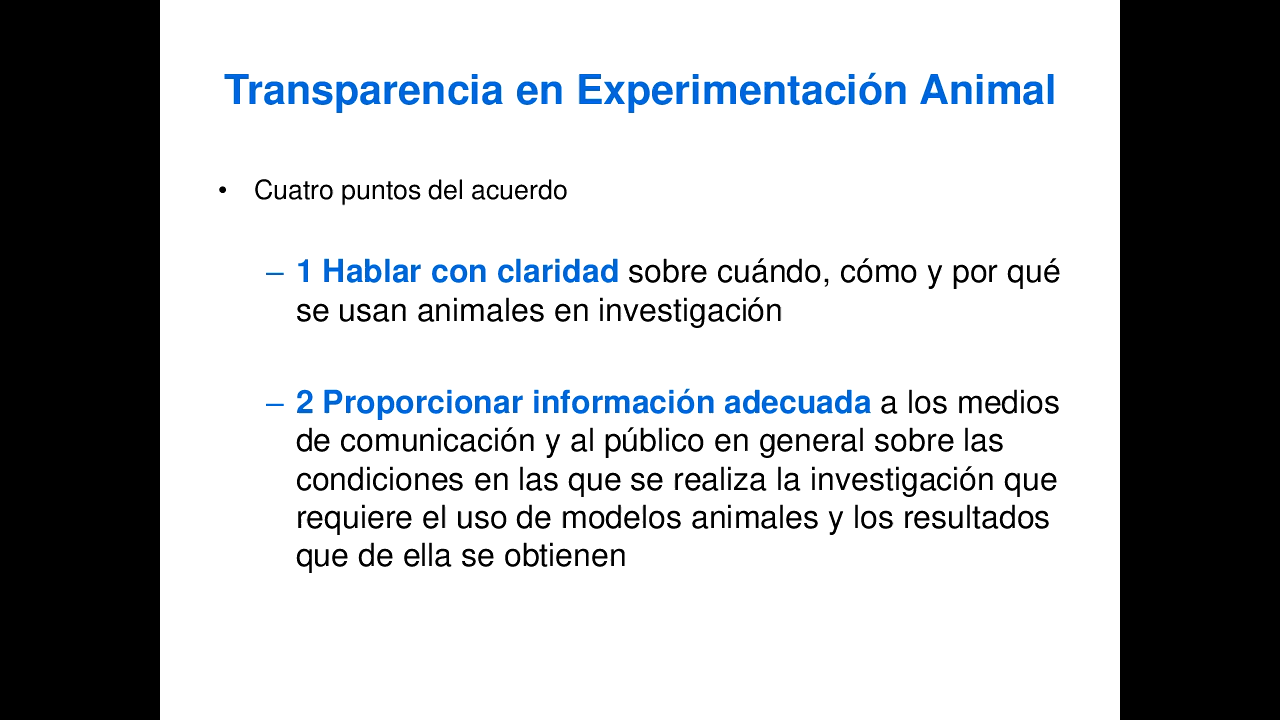 Transparencia en Experimentación Animal
• Cuatro puntos del acuerdo
– 1 Hablar con claridad sobre cuándo, cómo y por qué
se usan animales en investigación
– 2 Proporcionar información adecuada a los medios
de comunicación y al público en general sobre las
condiciones en las que se realiza la investigación que
requiere el uso de modelos animales y los resultados
que de ella se obtienen